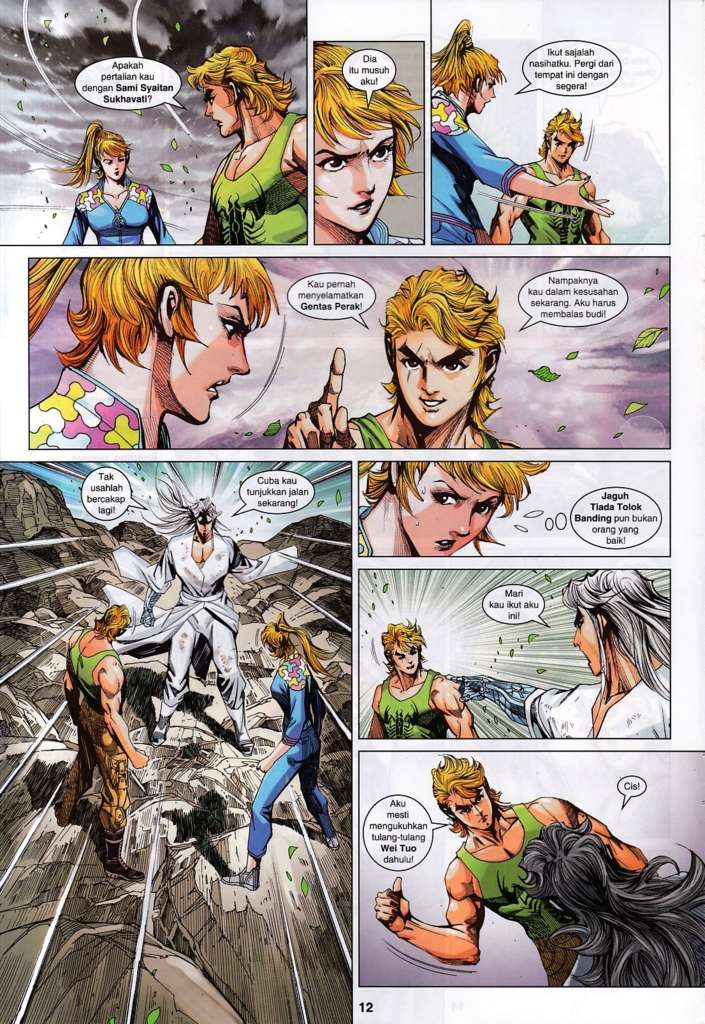 Apakah
pertalian kau
dengan Sami Syaitan
Sukhavati?
Dia
itu musuh
aku!
Ikut sajalah
nasihatku. Pergi dari
tempat ini dengan
segera!
Kau pernah
menyelamatkan
Gentas Perak!
Nampaknya
kau dalam kesusahan
sekarang. Aku harus
membalas budi!
Tak
usahlah
bercakap
lagi!
Cuba kau
tunjukkan jalan
sekarang!
Jaguh
Tiada Tolok
Banding pun bukan
orang yang
baik!
Mari
kau ikut aku
ini!
Aku
mesti
mengukuhkan
tulang-tulang
Wei Tuo
dahulu!
Cis!
12